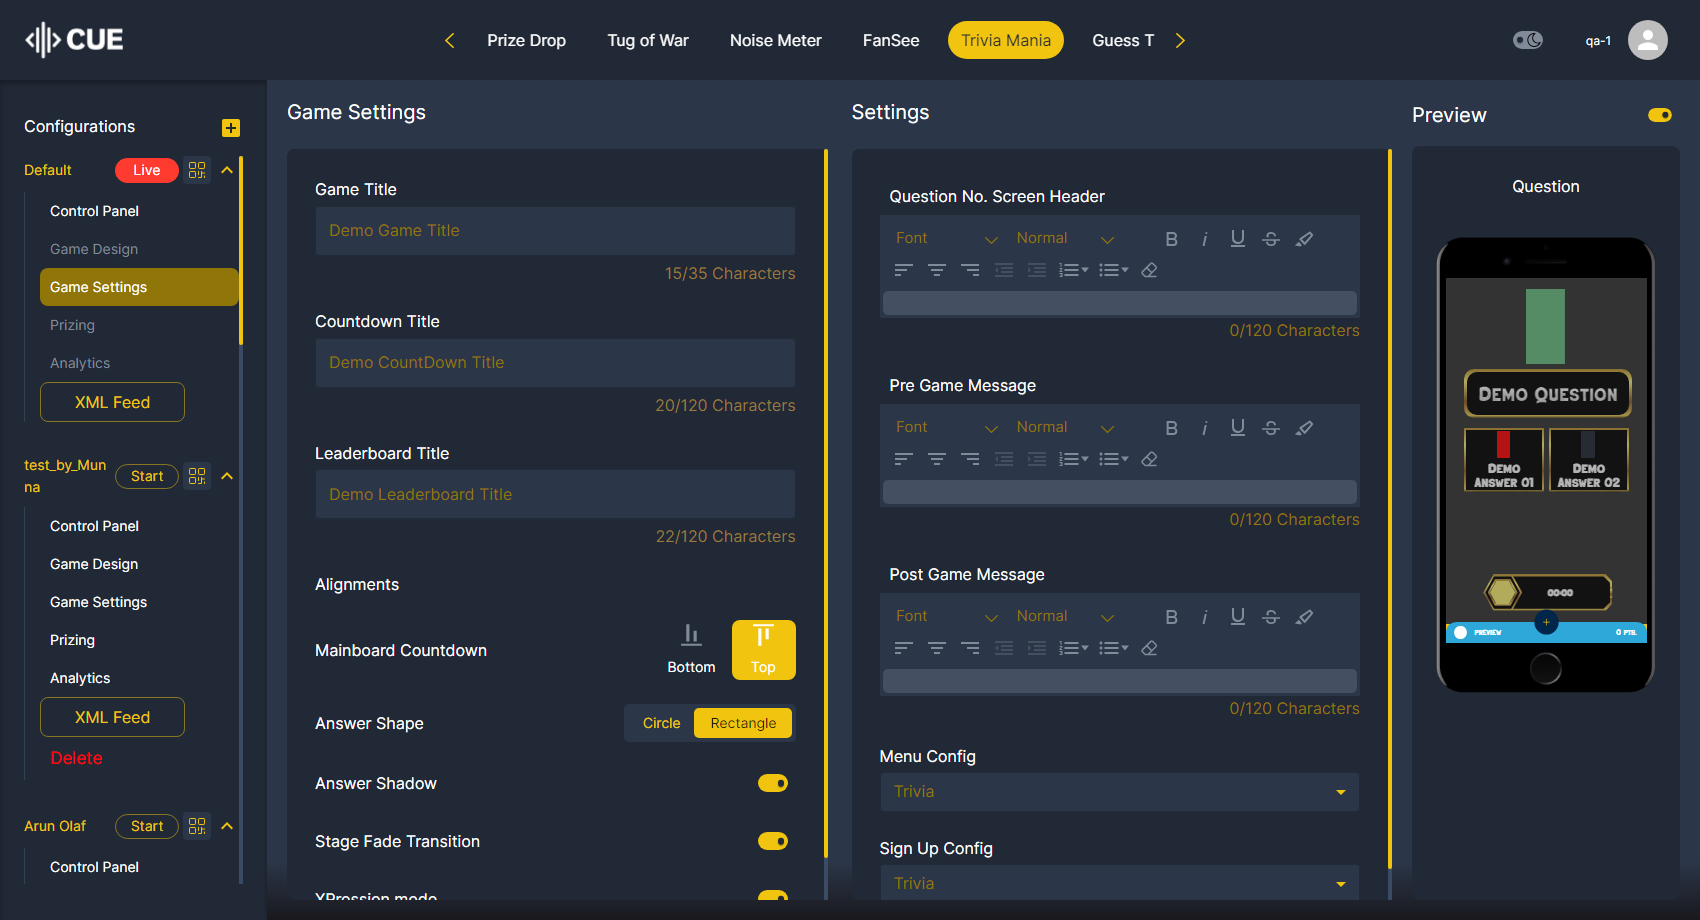 CUE
Prize Drop
Tug of War
Noise Meter
FanSee
Trivia Mania
Guess T
qa-1
Configurations
Default
Live
Control Panel
Game Design
Game Settings
Prizing
Analytics
XML Feed
test_by_Mun
na
Start
Control Panel
Game Design
Game Settings
Prizing
Analytics
XML Feed
Delete
Arun Olaf
Start
Control Panel
Game Settings
Game Title
Demo Game Title
15/35 Characters
Countdown Title
Demo CountDown Title
20/120 Characters
Leaderboard Title
Demo Leaderboard Title
22/120 Characters
Alignments
Mainboard Countdown
Bottom
Top
Answer Shape
Circle
Rectangle
Answer Shadow
Stage Fade Transition
XPression mode
Settings
Question No. Screen Header
Font
Normal
0/120 Characters
Pre Game Message
Font
Normal
0/120 Characters
Post Game Message
Font
Normal
0/120 Characters
Menu Config
Trivia
Sign Up Config
Trivia
Preview
Question
Demo Question
Demo
Answer 01
Demo
Answer 02
00:00
PREVIEW
0 PTS.